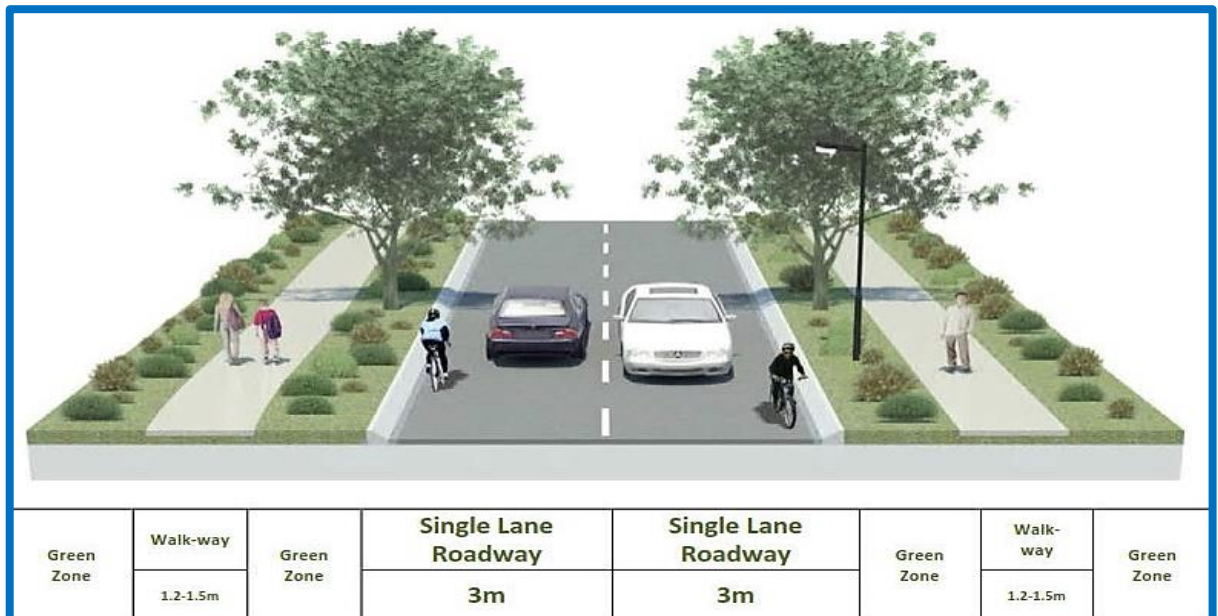 Green
Zone
Walk-way
1.2-1.5m
Green
Zone
Single Lane
Roadway
3m
Single Lane
Roadway
3m
Green
Zone
Walk-
way
1.2-1.5m
Green
Zone